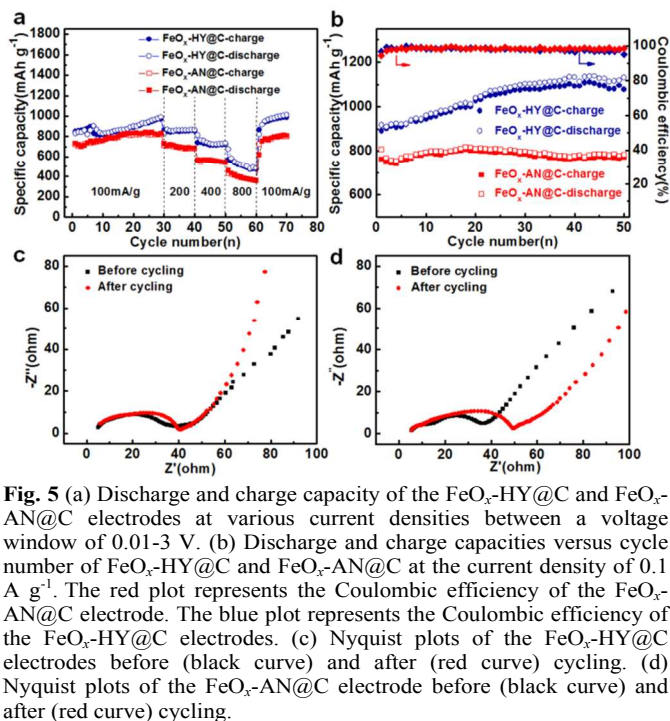 a
1800
1600
1400
1200
1000
800
600
400
200
0
Specific capacity(mAh g⁻¹)
FeOₓ-HY@C-charge
FeOₓ-HY@C-discharge
FeOₓ-AN@C-charge
FeOₓ-AN@C-discharge
100mA/g 200 400 800 100mA/g
0 10 20 30 40 50 60 70 80
Cycle number(n)
b
1300
1100
900
800
600
Specific capacity(mAh g⁻¹)
FeOₓ-HY@C-charge
FeOₓ-HY@C-discharge
FeOₓ-AN@C-charge
FeOₓ-AN@C-discharge
100
80
60
40
20
Coulombic efficiency(%)
0 10 20 30 40 50
Cycle number(n)
c
80
60
40
20
0
-Z''(ohm)
Before cycling
After cycling
0 20 40 60 80 100
Z'(ohm)
d
80
60
40
20
0
-Z''(ohm)
Before cycling
After cycling
0 20 40 60 80 100
Z'(ohm)
Fig. 5 (a) Discharge and charge capacity of the FeOₓ-HY@C and FeOₓ-
AN@C electrodes at various current densities between a voltage
window of 0.01-3 V. (b) Discharge and charge capacities versus cycle
number of FeOₓ-HY@C and FeOₓ-AN@C at the current density of 0.1
A g⁻¹. The red plot represents the Coulombic efficiency of the FeOₓ-
AN@C electrode. The blue plot represents the Coulombic efficiency of
the FeOₓ-HY@C electrodes. (c) Nyquist plots of the FeOₓ-HY@C
electrodes before (black curve) and after (red curve) cycling. (d)
Nyquist plots of the FeOₓ-AN@C electrode before (black curve) and
after (red curve) cycling.